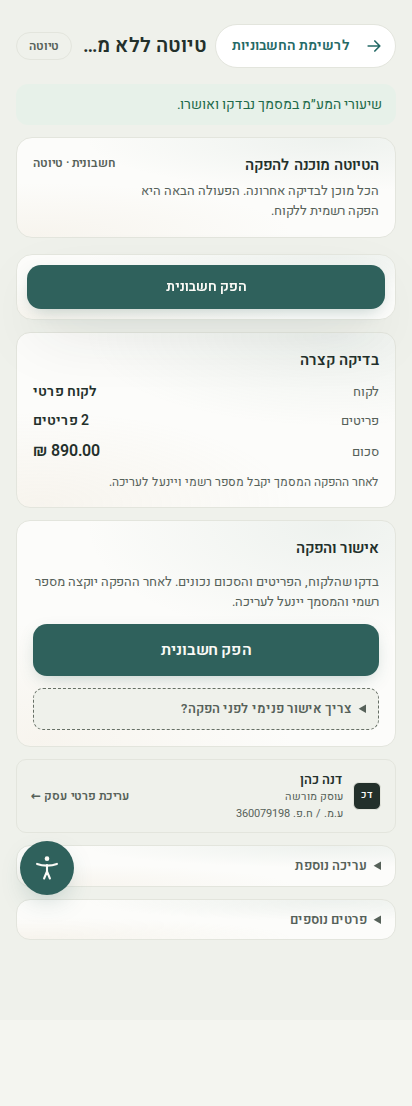 לרשימת החשבוניות
טיוטה ללא מ...
טיוטה
שיעורי המע״מ במסמך נבדקו ואושרו.
הטיוטה מוכנה להפקה
חשבונית · טיוטה
הכל מוכן לבדיקה אחרונה. הפעולה הבאה היא
הפקה רשמית ללקוח.
הפק חשבונית
בדיקה קצרה
לקוח
לקוח פרטי
פריטים
2 פריטים
סכום
890.00 ₪
לאחר ההפקה המסמך יקבל מספר רשמי ויינעל לעריכה.
אישור והפקה
בדקו שהלקוח, הפריטים והסכום נכונים. לאחר ההפקה יוקצה מספר
רשמי והמסמך יינעל לעריכה.
הפק חשבונית
צריך אישור פנימי לפני הפקה?
דכ
דנה כהן
עוסק מורשה
ע.מ. / ח.פ. 360079198
עריכת פרטי עסק ←
עריכה נוספת
פרטים נוספים